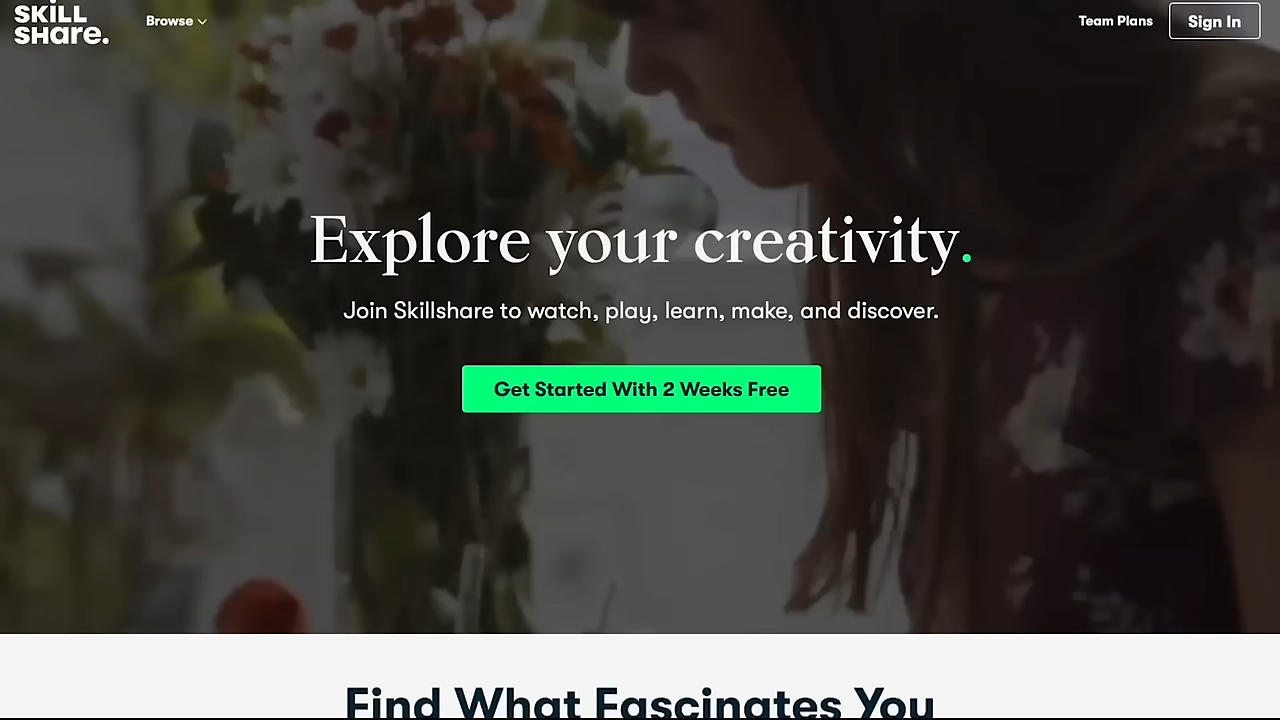 SKILL
SHare.
Browse
Team Plans
Sign In
Explore your creativity.
Join Skillshare to watch, play, learn, make, and discover.
Get Started With 2 Weeks Free
Find What Fascinates You